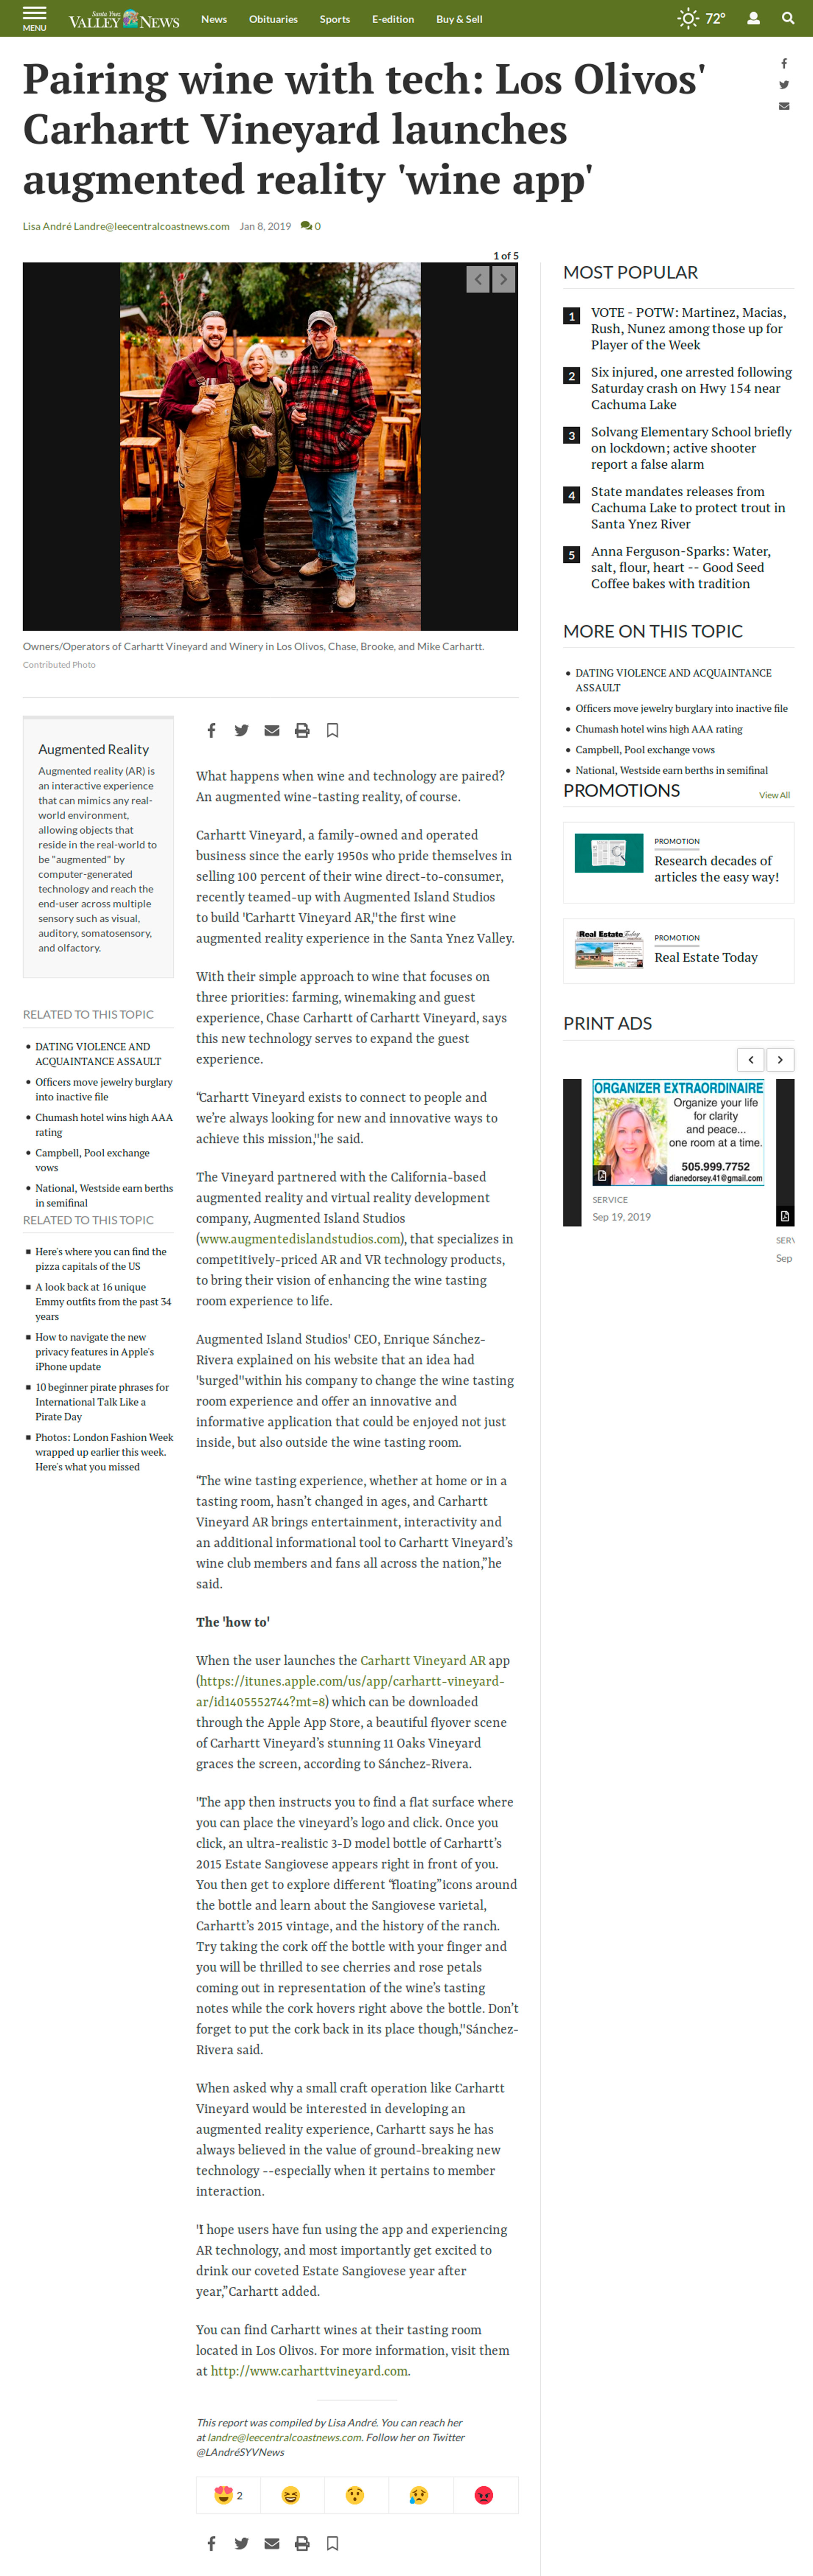 MENU
Santa Ynez
VALLEY NEWS
News
Obituaries
Sports
E-edition
Buy & Sell
72°
Pairing wine with tech: Los Olivos'
Carhartt Vineyard launches
augmented reality 'wine app'
Lisa André Landre@leecentralcoastnews.com Jan 8, 2019 0
1 of 5
Owners/Operators of Carhartt Vineyard and Winery in Los Olivos, Chase, Brooke, and Mike Carhartt.
Contributed Photo
Augmented Reality
Augmented reality (AR) is
an interactive experience
that can mimics any real-
world environment,
allowing objects that
reside in the real-world to
be "augmented" by
computer-generated
technology and reach the
end-user across multiple
sensory such as visual,
auditory, somatosensory,
and olfactory.
RELATED TO THIS TOPIC
DATING VIOLENCE AND
ACQUAINTANCE ASSAULT
Officers move jewelry burglary
into inactive file
Chumash hotel wins high AAA
rating
Campbell, Pool exchange
vows
National, Westside earn berths
in semifinal
RELATED TO THIS TOPIC
Here's where you can find the
pizza capitals of the US
A look back at 16 unique
Emmy outfits from the past 34
years
How to navigate the new
privacy features in Apple's
iPhone update
10 beginner pirate phrases for
International Talk Like a
Pirate Day
Photos: London Fashion Week
wrapped up earlier this week.
Here's what you missed
What happens when wine and technology are paired?
An augmented wine-tasting reality, of course.
Carhartt Vineyard, a family-owned and operated
business since the early 1950s who pride themselves in
selling 100 percent of their wine direct-to-consumer,
recently teamed-up with Augmented Island Studios
to build 'Carhartt Vineyard AR,"the first wine
augmented reality experience in the Santa Ynez Valley.
With their simple approach to wine that focuses on
three priorities: farming, winemaking and guest
experience, Chase Carhartt of Carhartt Vineyard, says
this new technology serves to expand the guest
experience.
“Carhartt Vineyard exists to connect to people and
we’re always looking for new and innovative ways to
achieve this mission,"he said.
The Vineyard partnered with the California-based
augmented reality and virtual reality development
company, Augmented Island Studios
(www.augmentedislandstudios.com), that specializes in
competitively-priced AR and VR technology products,
to bring their vision of enhancing the wine tasting
room experience to life.
Augmented Island Studios' CEO, Enrique Sánchez-
Rivera explained on his website that an idea had
"surged"within his company to change the wine tasting
room experience and offer an innovative and
informative application that could be enjoyed not just
inside, but also outside the wine tasting room.
“The wine tasting experience, whether at home or in a
tasting room, hasn’t changed in ages, and Carhartt
Vineyard AR brings entertainment, interactivity and
an additional informational tool to Carhartt Vineyard’s
wine club members and fans all across the nation,”he
said.
The 'how to'
When the user launches the Carhartt Vineyard AR app
(https://itunes.apple.com/us/app/carhartt-vineyard-
ar/id1405552744?mt=8) which can be downloaded
through the Apple App Store, a beautiful flyover scene
of Carhartt Vineyard’s stunning 11 Oaks Vineyard
graces the screen, according to Sánchez-Rivera.
"The app then instructs you to find a flat surface where
you can place the vineyard’s logo and click. Once you
click, an ultra-realistic 3-D model bottle of Carhartt’s
2015 Estate Sangiovese appears right in front of you.
You then get to explore different “floating”icons around
the bottle and learn about the Sangiovese varietal,
Carhartt’s 2015 vintage, and the history of the ranch.
Try taking the cork off the bottle with your finger and
you will be thrilled to see cherries and rose petals
coming out in representation of the wine’s tasting
notes while the cork hovers right above the bottle. Don’t
forget to put the cork back in its place though,"Sánchez-
Rivera said.
When asked why a small craft operation like Carhartt
Vineyard would be interested in developing an
augmented reality experience, Carhartt says he has
always believed in the value of ground-breaking new
technology --especially when it pertains to member
interaction.
"I hope users have fun using the app and experiencing
AR technology, and most importantly get excited to
drink our coveted Estate Sangiovese year after
year,”Carhartt added.
You can find Carhartt wines at their tasting room
located in Los Olivos. For more information, visit them
at http://www.carharttvineyard.com.
This report was compiled by Lisa André. You can reach her
at landre@leecentralcoastnews.com. Follow her on Twitter
@LAndréSYVNews
2
MOST POPULAR
1 VOTE - POTW: Martinez, Macias,
Rush, Nunez among those up for
Player of the Week
2 Six injured, one arrested following
Saturday crash on Hwy 154 near
Cachuma Lake
3 Solvang Elementary School briefly
on lockdown; active shooter
report a false alarm
4 State mandates releases from
Cachuma Lake to protect trout in
Santa Ynez River
5 Anna Ferguson-Sparks: Water,
salt, flour, heart -- Good Seed
Coffee bakes with tradition
MORE ON THIS TOPIC
DATING VIOLENCE AND ACQUAINTANCE
ASSAULT
Officers move jewelry burglary into inactive file
Chumash hotel wins high AAA rating
Campbell, Pool exchange vows
National, Westside earn berths in semifinal
PROMOTIONS
View All
PROMOTION
Research decades of
articles the easy way!
Real Estate Today
PROMOTION
Real Estate Today
PRINT ADS
ORGANIZER EXTRAORDINAIRE
Organize your life
for clarity
and peace...
one room at a time.
505.999.7752
dianedorsey.41@gmail.com
SERVICE
Sep 19, 2019
SERV
Sep